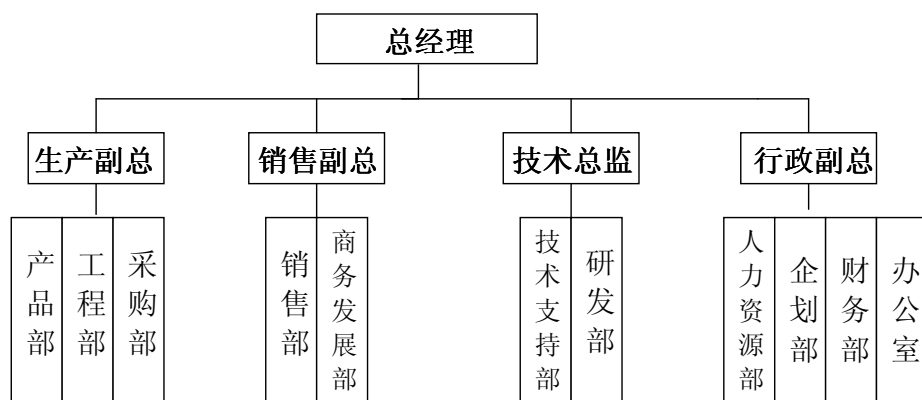 总经理
生产副总
销售副总
技术总监
行政副总
产品部
工程部
采购部
销售部
商务发展部
技术支持部
研发部
人力资源部
企划部
财务部
办公室